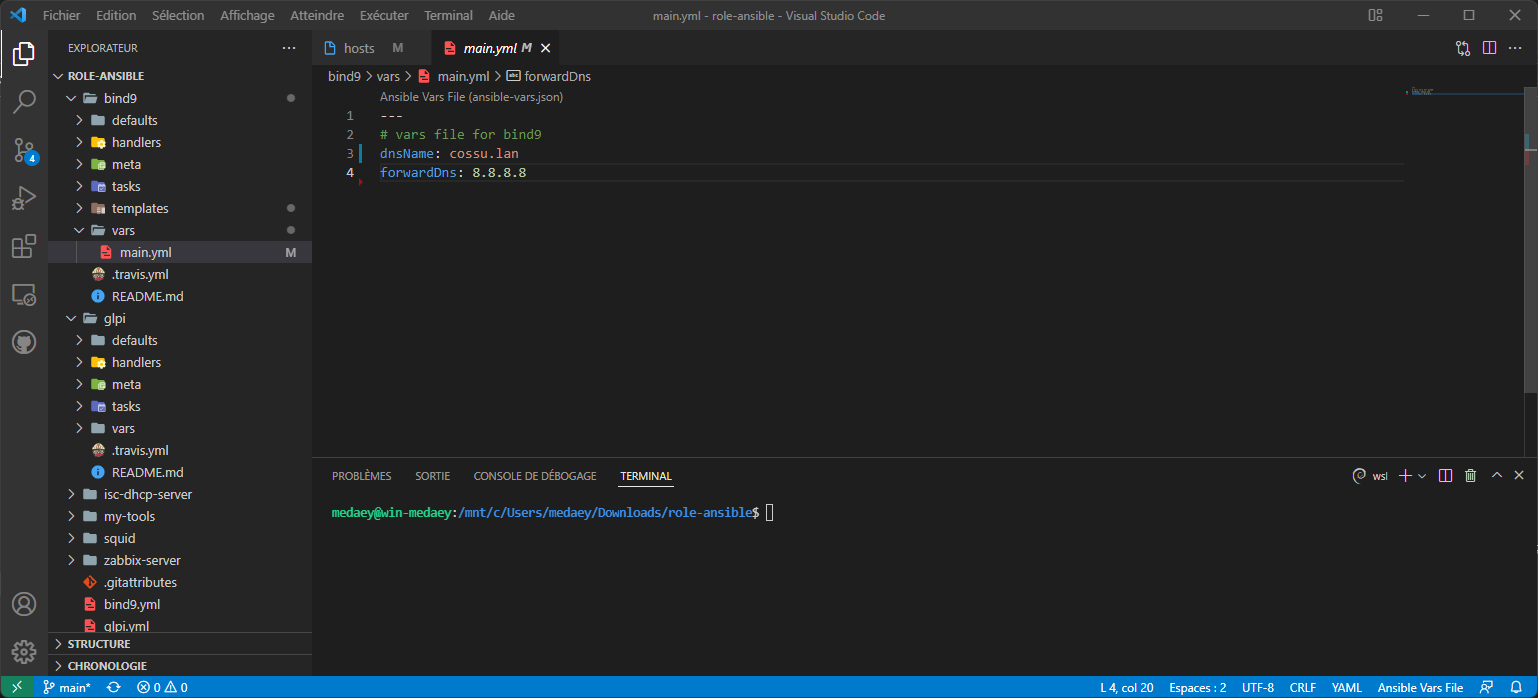 Fichier Edition Sélection Affichage Atteindre Exécuter Terminal Aide
main.yml - role-ansible - Visual Studio Code
EXPLORATEUR
ROLE-ANSIBLE
bind9
defaults
handlers
meta
tasks
templates
vars
main.yml M
.travis.yml
README.md
glpi
defaults
handlers
meta
tasks
vars
.travis.yml
README.md
isc-dhcp-server
my-tools
squid
zabbix-server
.gitattributes
bind9.yml
glpi.yml
STRUCTURE
CHRONOLOGIE
4
hosts M
main.yml M
bind9 > vars > main.yml > forwardDns
Ansible Vars File (ansible-vars.json)
1 ---
2 # vars file for bind9
3 dnsName: cossu.lan
4 forwardDns: 8.8.8.8
PROBLÈMES SORTIE CONSOLE DE DÉBOGAGE TERMINAL
wsl
medaey@win-medaey:/mnt/c/Users/medaey/Downloads/role-ansible$
main* 0 0
L 4, col 20 Espaces : 2 UTF-8 CRLF YAML Ansible Vars File